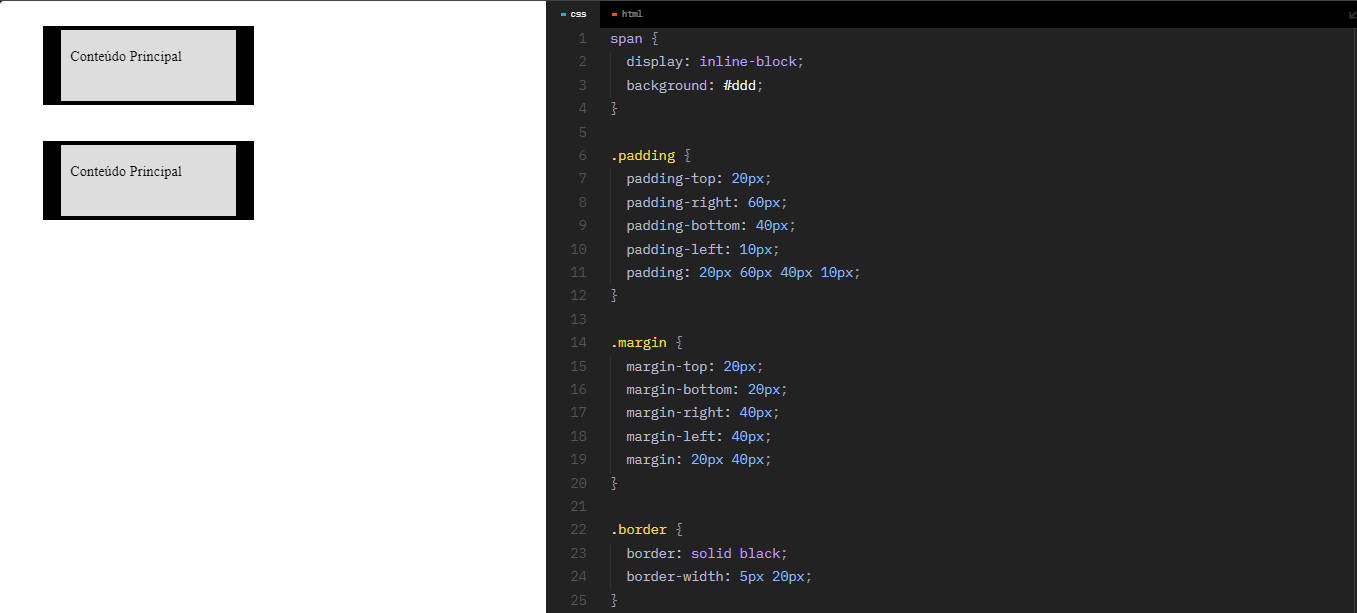 Conteúdo Principal
Conteúdo Principal
css
html
1 span {
2 display: inline-block;
3 background: #ddd;
4 }
5
6 .padding {
7 padding-top: 20px;
8 padding-right: 60px;
9 padding-bottom: 40px;
10 padding-left: 10px;
11 padding: 20px 60px 40px 10px;
12 }
13
14 .margin {
15 margin-top: 20px;
16 margin-bottom: 20px;
17 margin-right: 40px;
18 margin-left: 40px;
19 margin: 20px 40px;
20 }
21
22 .border {
23 border: solid black;
24 border-width: 5px 20px;
25 }